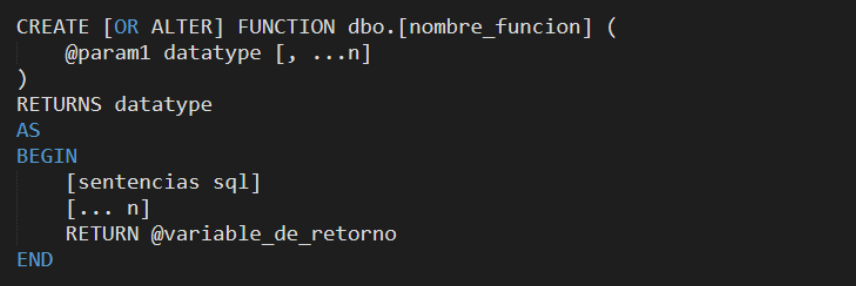 CREATE [OR ALTER] FUNCTION dbo.[nombre_funcion] (
    @param1 datatype [, ...n]
)
RETURNS datatype
AS
BEGIN
    [sentencias sql]
    [... n]
    RETURN @variable_de_retorno
END